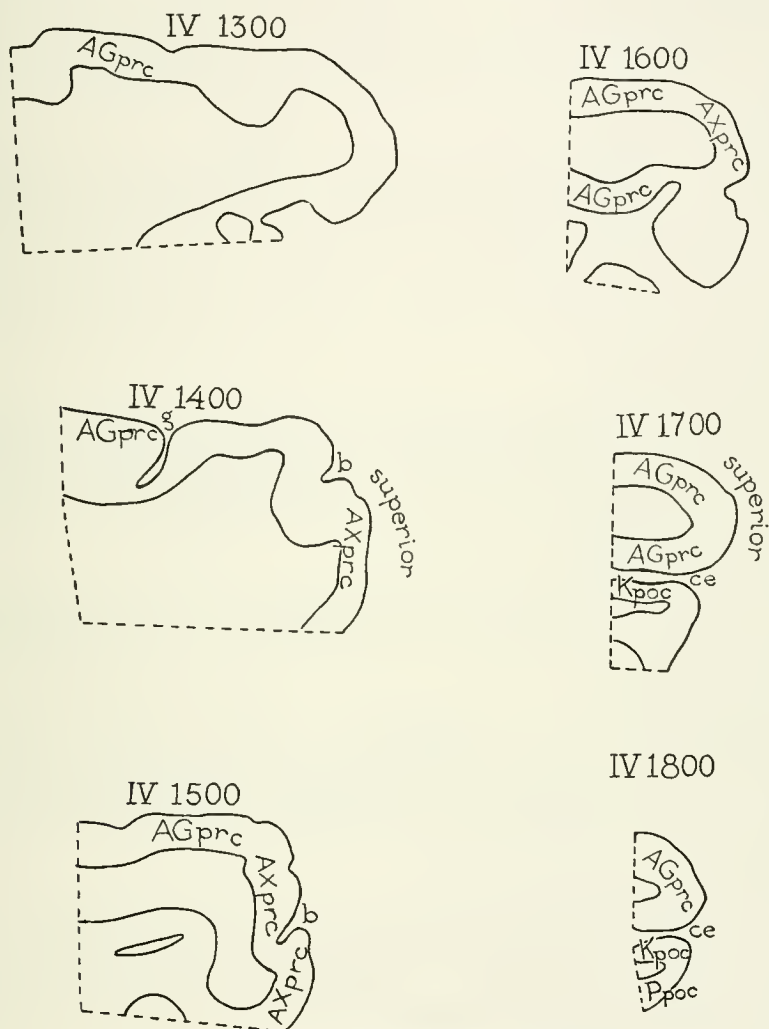 IV 1300
AGprc
IV 1600
AGprc
AXprc
AGprc
IV 1400
AGprc
g
b
superior
AXprc
IV 1700
AGprc
superior
AGprc
ce
Kpoc
IV 1500
AGprc
AXprc
b
AXprc
IV 1800
AGprc
ce
Kpoc
Ppoc